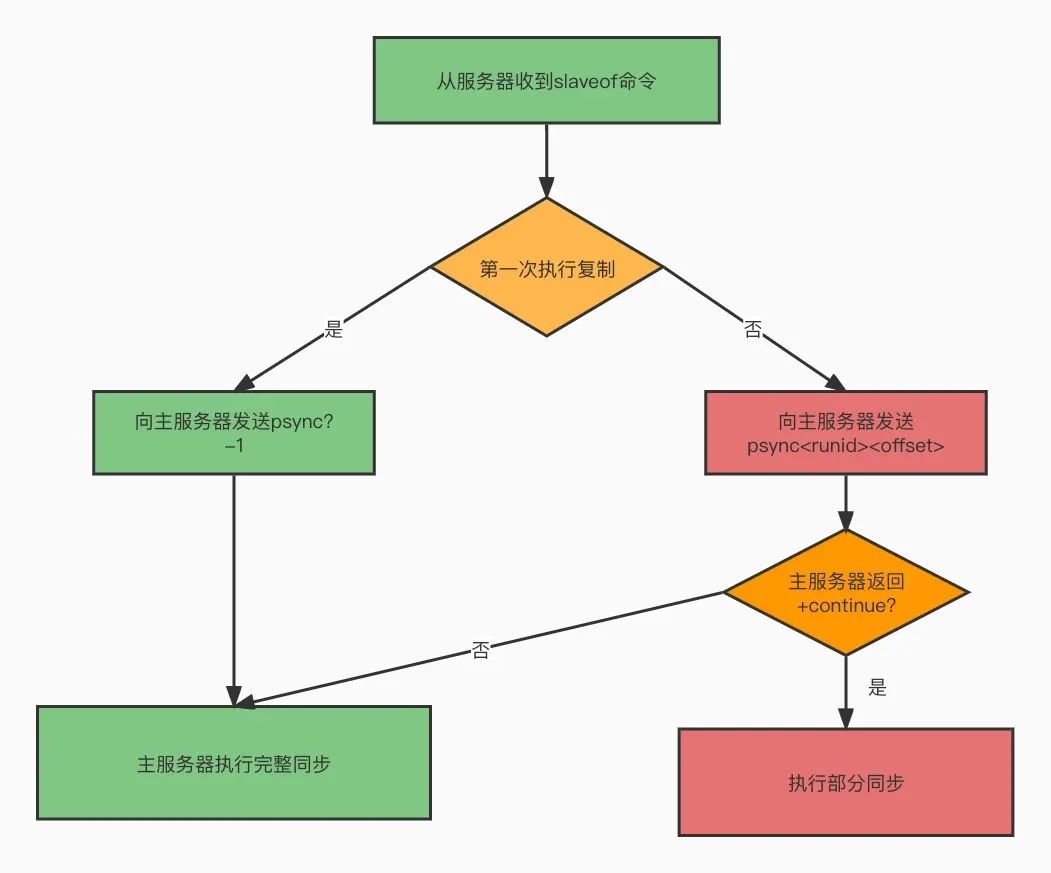 从服务器收到slaveof命令
第一次执行复制
是
否
向主服务器发送psync?
-1
向主服务器发送
psync<runid><offset>
主服务器返回
+continue?
否
是
主服务器执行完整同步
执行部分同步